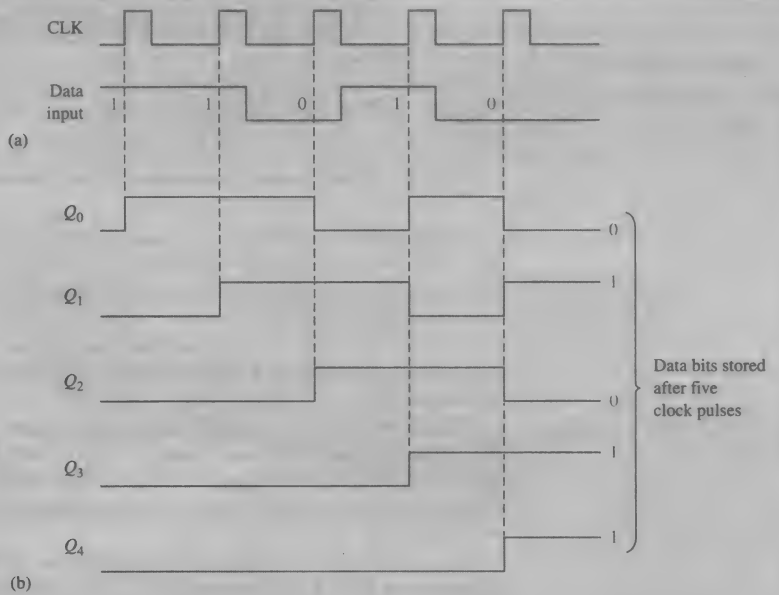 CLK
Data
input
1 1 0 1 0
(a)
Q0
0
Q1
1
Q2
0
Data bits stored
after five
clock pulses
Q3
1
Q4
1
(b)